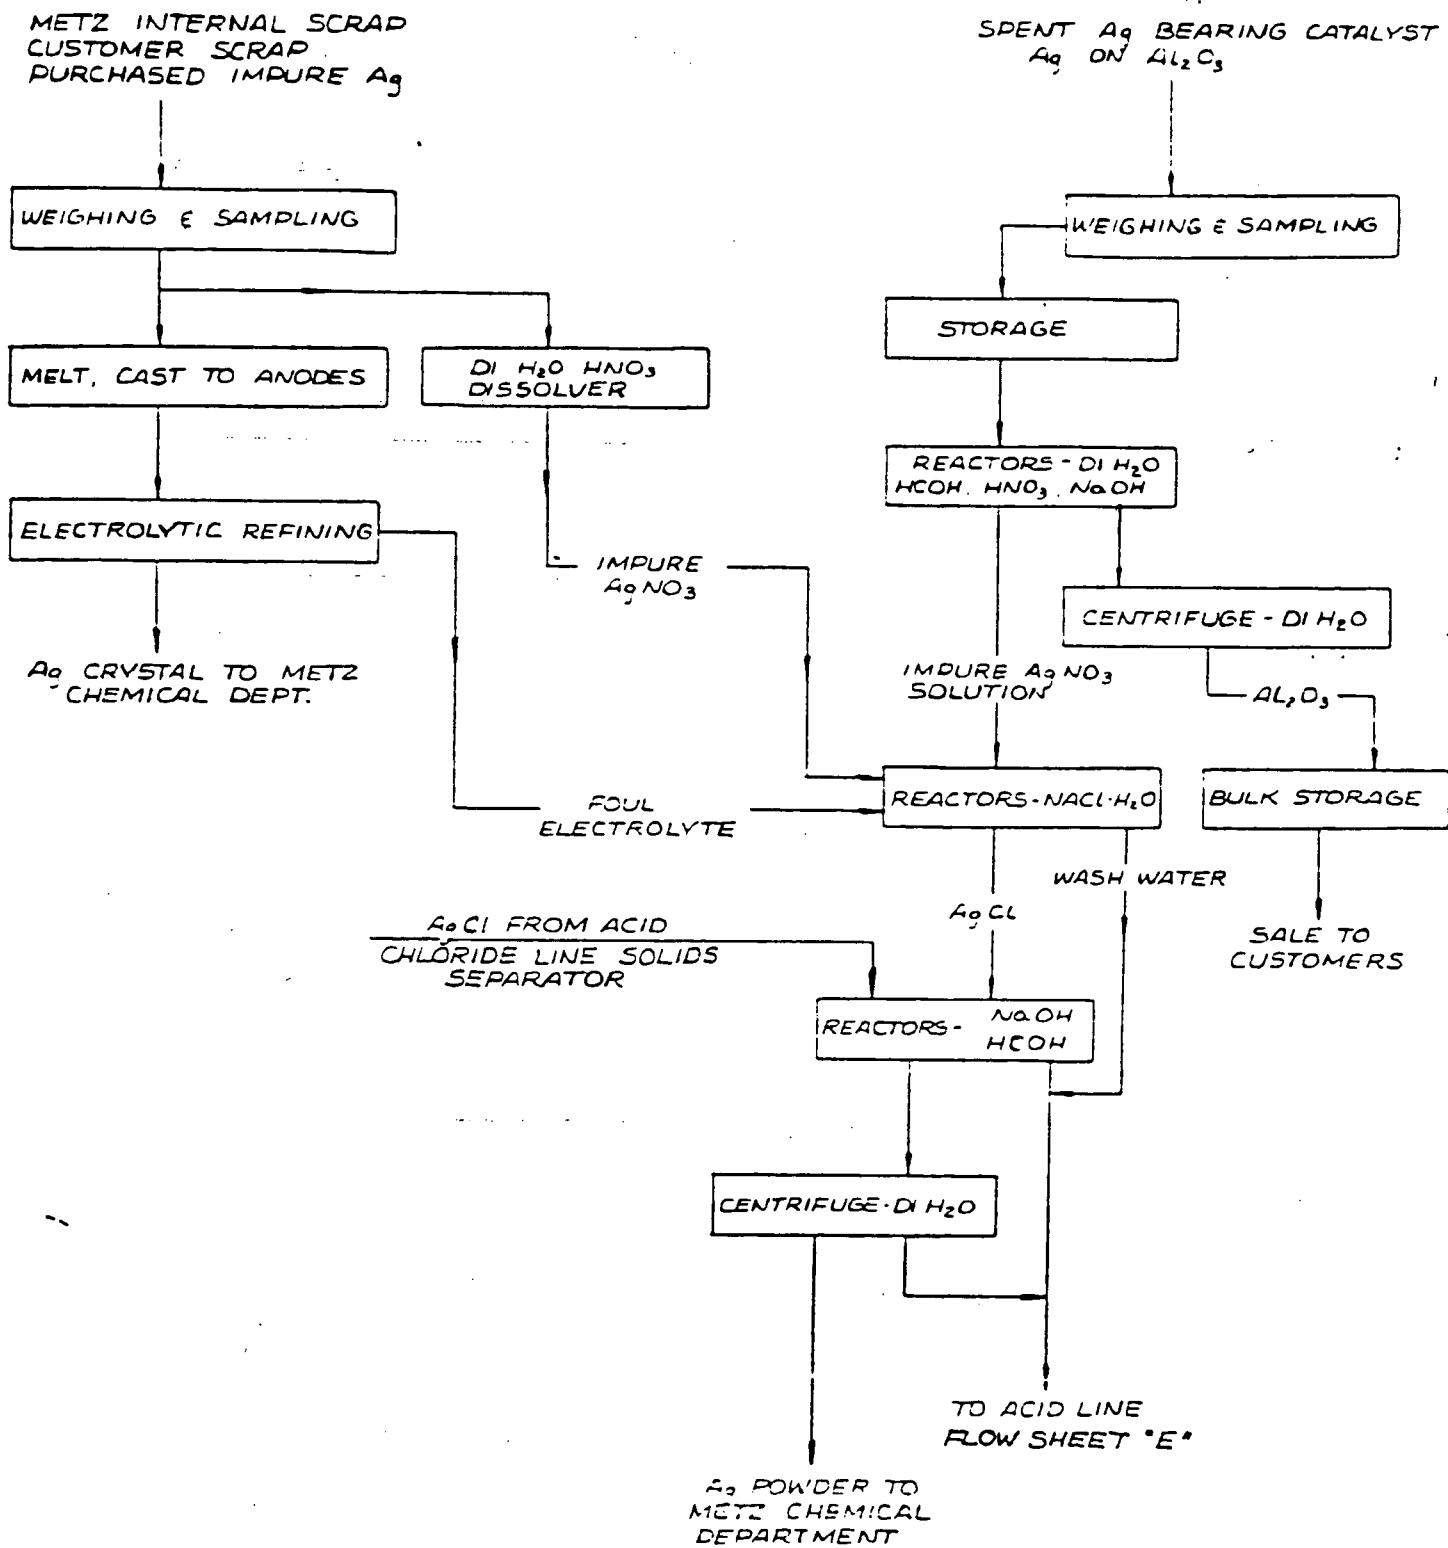 METZ INTERNAL SCRAP
CUSTOMER SCRAP
PURCHASED IMPURE Ag
SPENT Ag BEARING CATALYST
Ag ON Al₂O₃
WEIGHING & SAMPLING
WEIGHING & SAMPLING
STORAGE
MELT, CAST TO ANODES
DI H₂O HNO₃
DISSOLVER
REACTORS - DI H₂O
HCOH. HNO₃. NaOH
ELECTROLYTIC REFINING
IMPURE
AgNO₃
CENTRIFUGE - DI H₂O
Ag CRYSTAL TO METZ
CHEMICAL DEPT.
IMPURE AgNO₃
SOLUTION
AL₂O₃
REACTORS-NACl·H₂O
BULK STORAGE
FOUL
ELECTROLYTE
WASH WATER
AgCl
AgCl FROM ACID
CHLORIDE LINE SOLIDS
SEPARATOR
SALE TO
CUSTOMERS
REACTORS- NaOH
HCOH
CENTRIFUGE-DI H₂O
TO ACID LINE
FLOW SHEET "E"
Ag POWDER TO
METZ CHEMICAL
DEPARTMENT